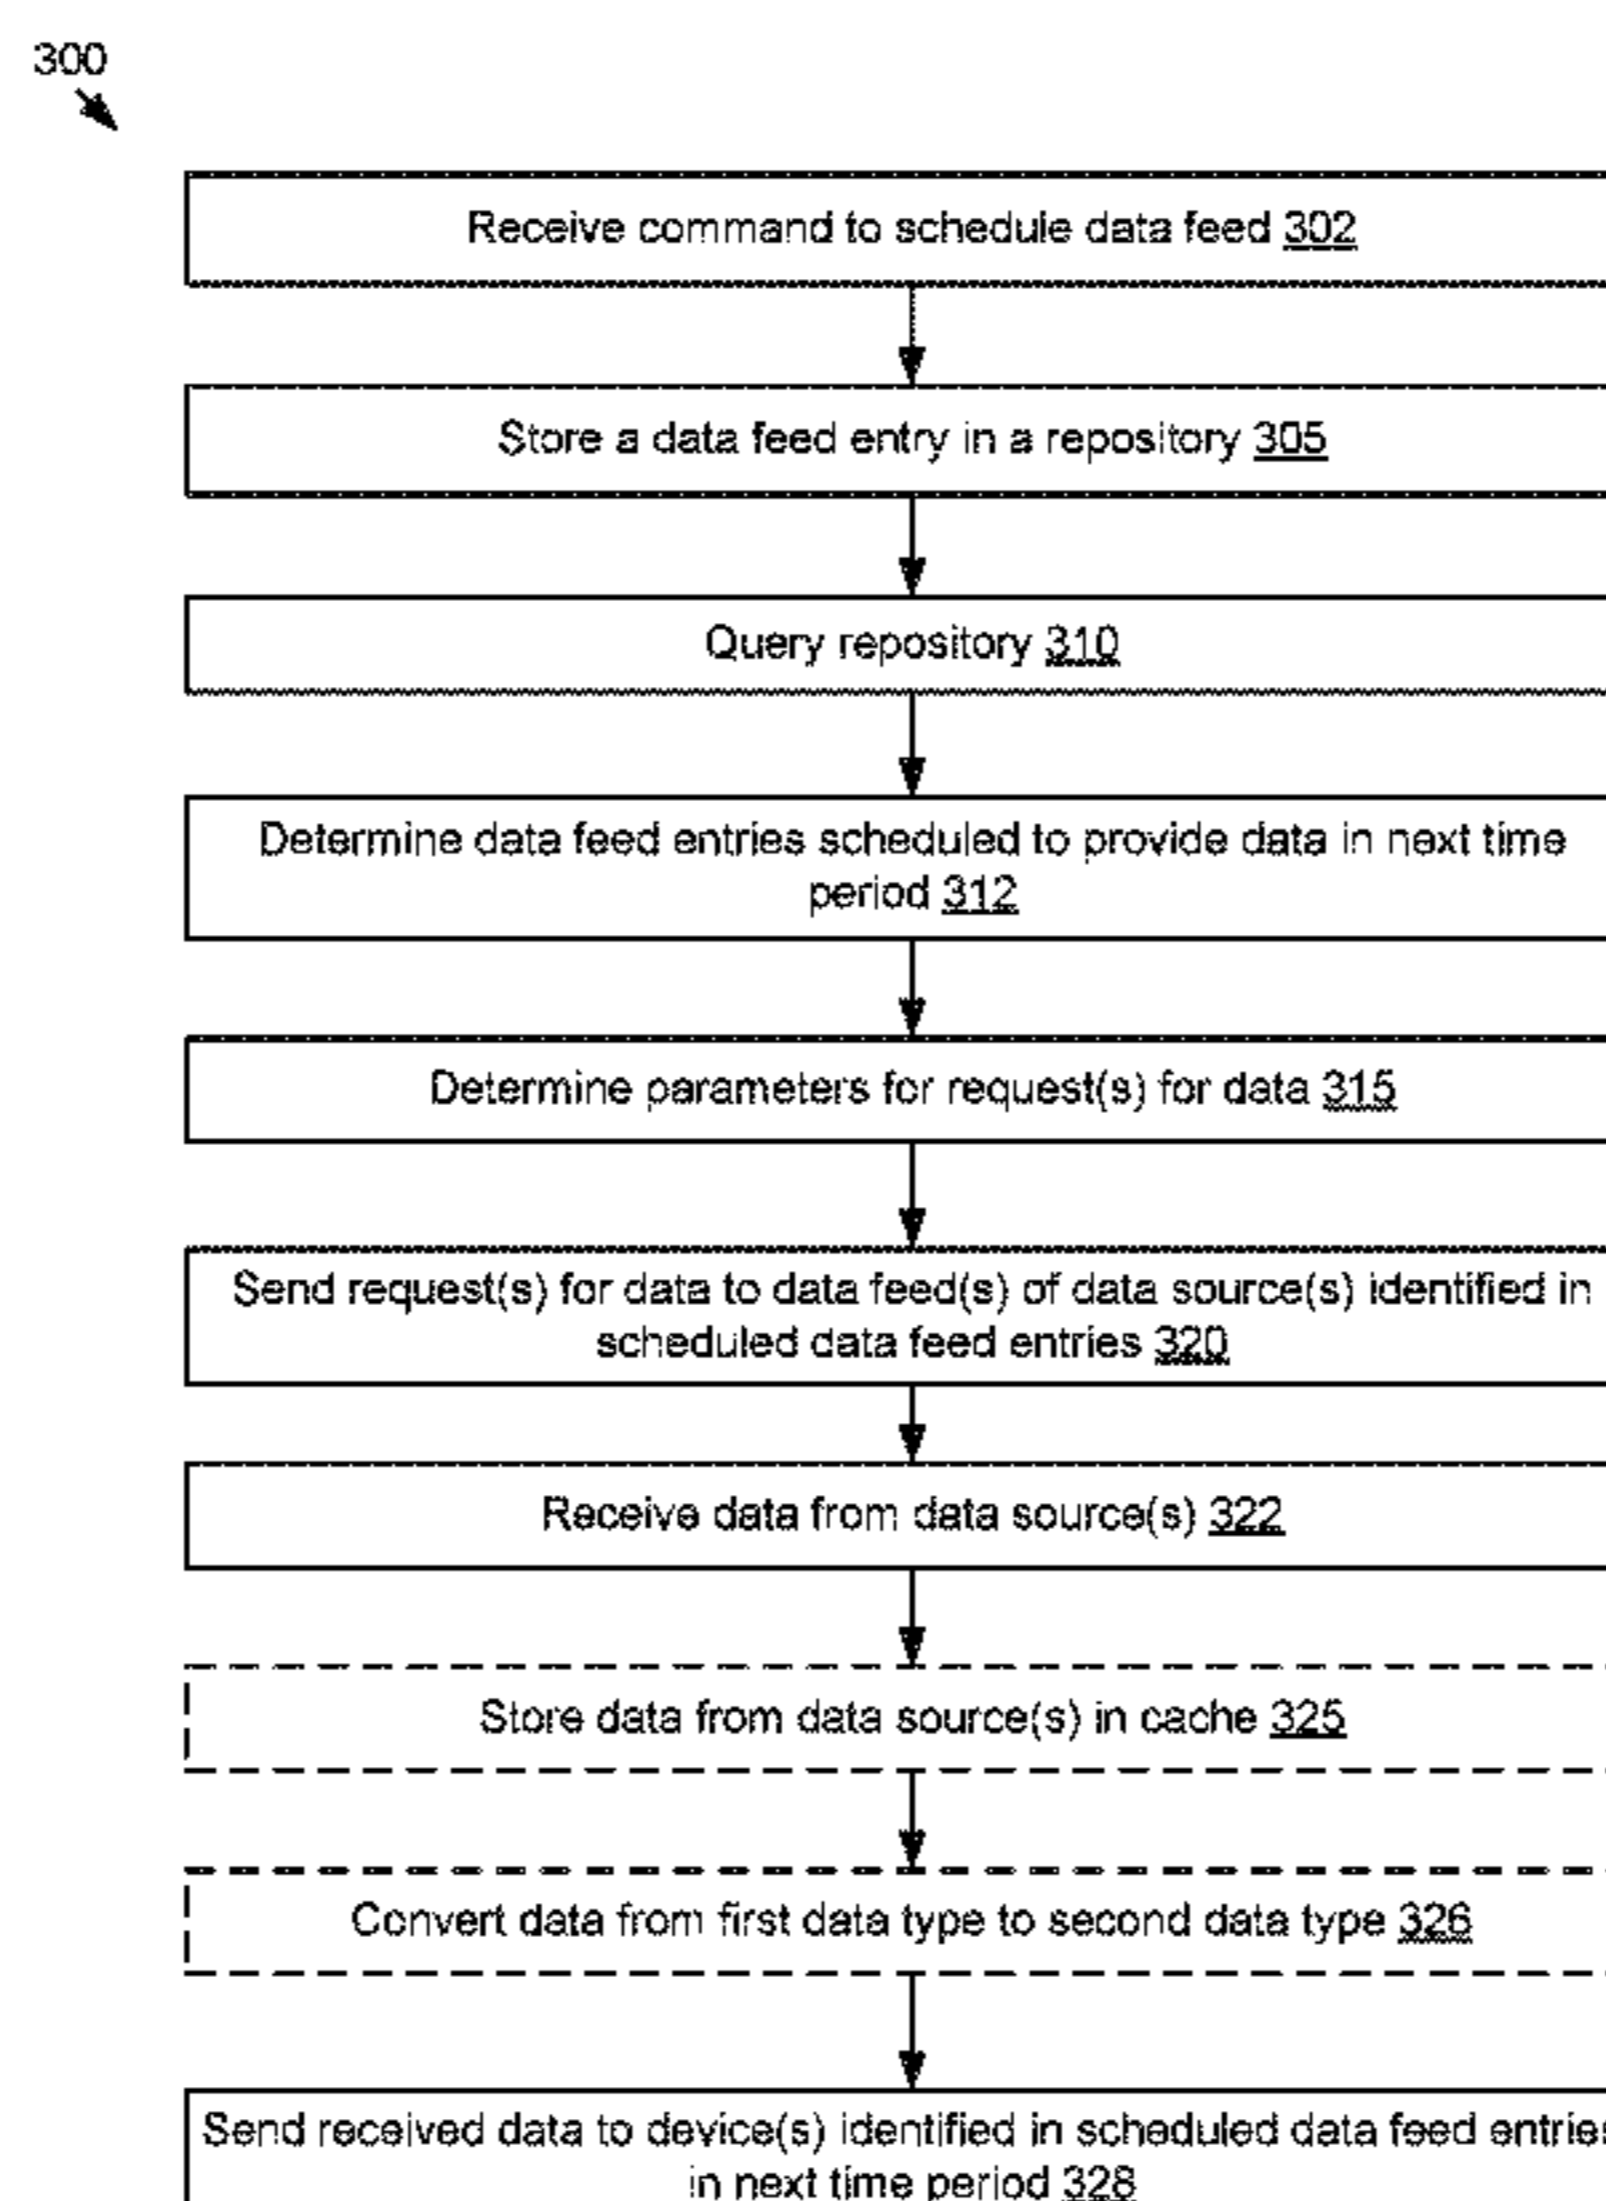 300
Receive command to schedule data feed 302
Store a data feed entry in a repository 305
Query repository 310
Determine data feed entries scheduled to provide data in next time
period 312
Determine parameters for request(s) for data 315
Send request(s) for data to data feed(s) of data source(s) identified in
scheduled data feed entries 320
Receive data from data source(s) 322
Store data from data source(s) in cache 325
Convert data from first data type to second data type 326
Send received data to device(s) identified in scheduled data feed entries
in next time period 328